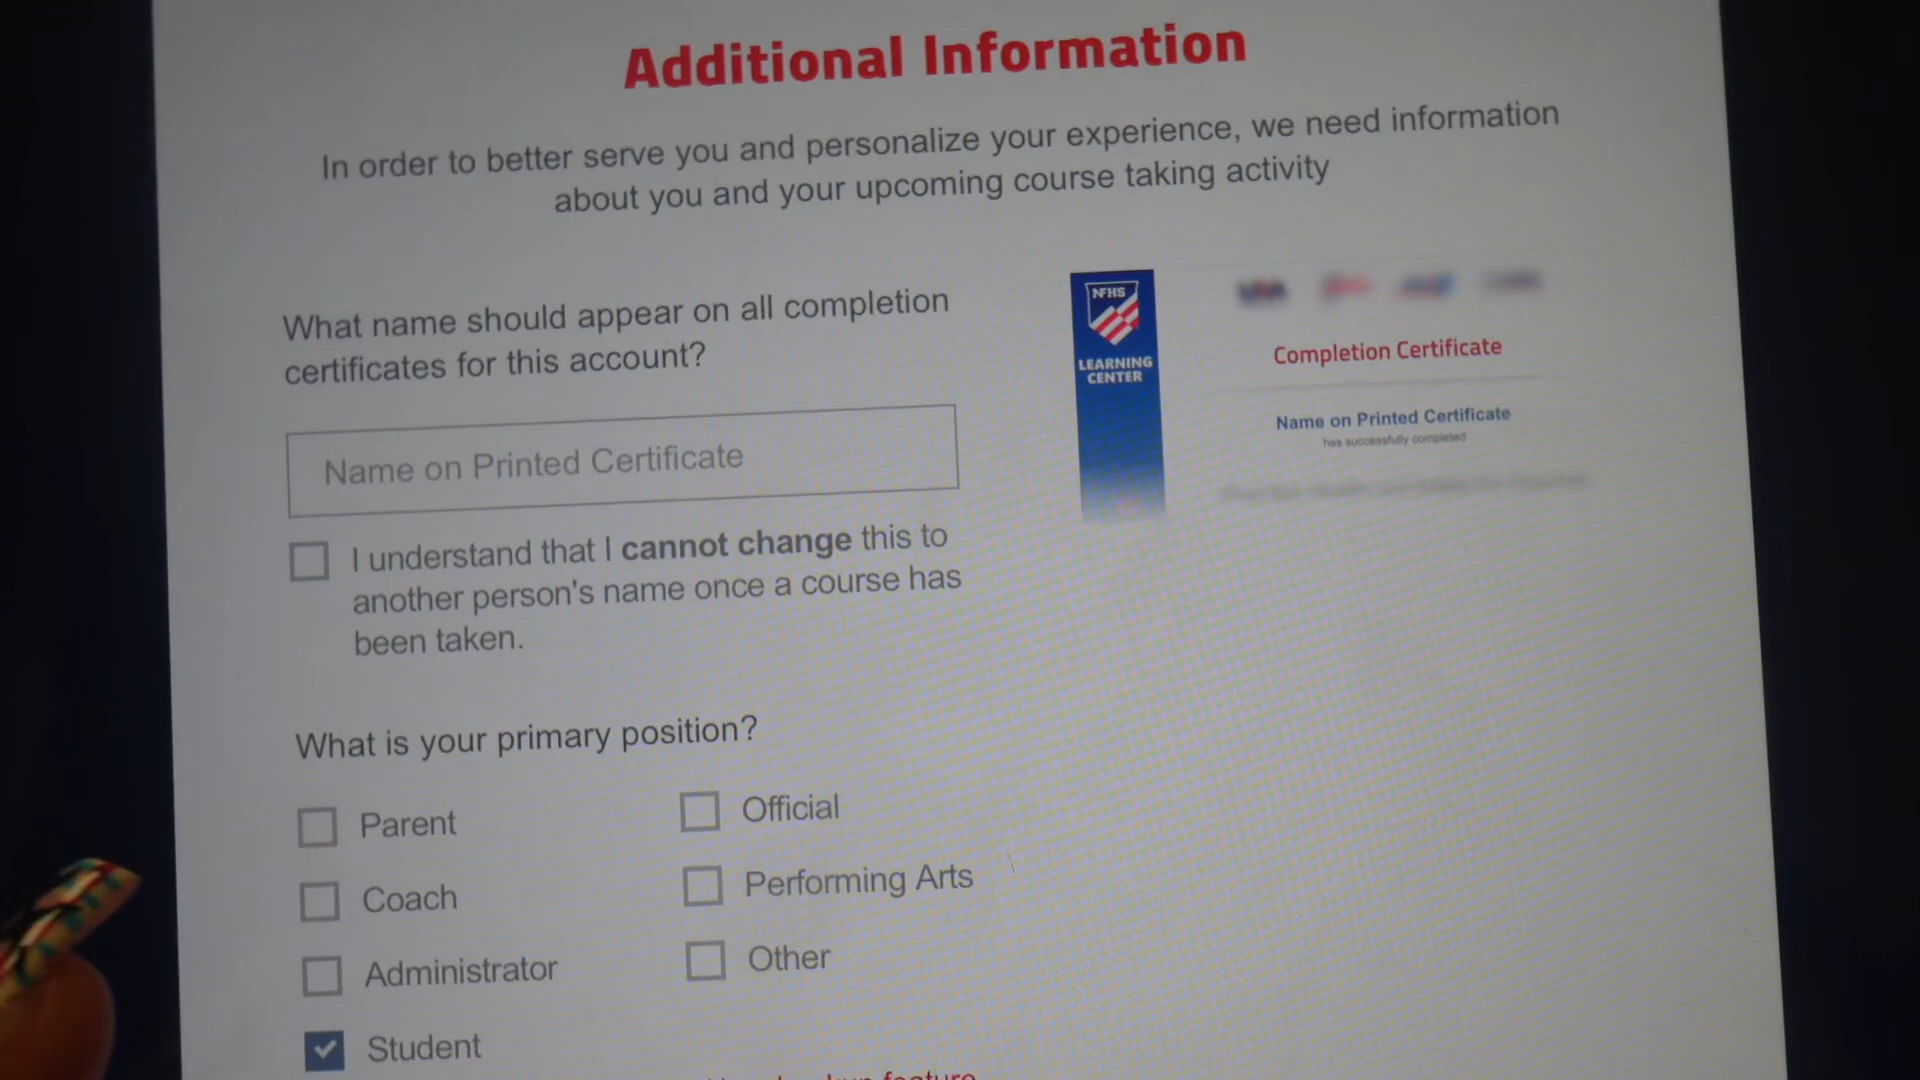 Additional Information
In order to better serve you and personalize your experience, we need information
about you and your upcoming course taking activity
What name should appear on all completion
certificates for this account?
Name on Printed Certificate
I understand that I cannot change this to
another person's name once a course has
been taken.
NFHS
LEARNING
CENTER
Completion Certificate
Name on Printed Certificate
has successfully completed
What is your primary position?
Parent
Official
Coach
Performing Arts
Administrator
Other
Student
feature